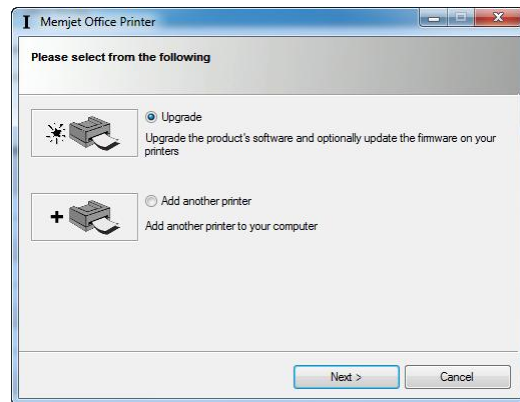 Memjet Office Printer
Please select from the following
Upgrade
Upgrade the product's software and optionally update the firmware on your
printers
Add another printer
Add another printer to your computer
Next >
Cancel